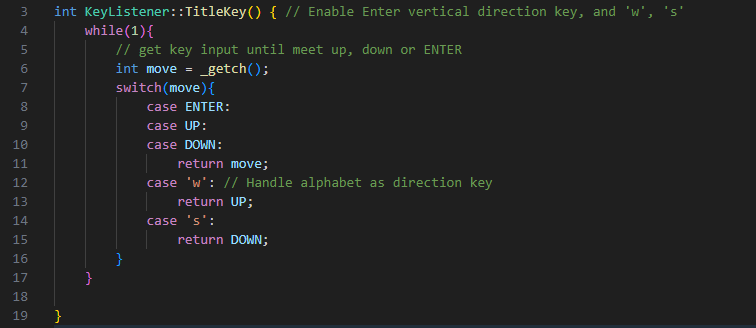 3 int KeyListener::TitleKey() { // Enable Enter vertical direction key, and 'w', 's'
4     while(1){
5         // get key input until meet up, down or ENTER
6         int move = _getch();
7         switch(move){
8             case ENTER:
9             case UP:
10             case DOWN:
11                 return move;
12             case 'w': // Handle alphabet as direction key
13                 return UP;
14             case 's':
15                 return DOWN;
16         }
17     }
18
19 }